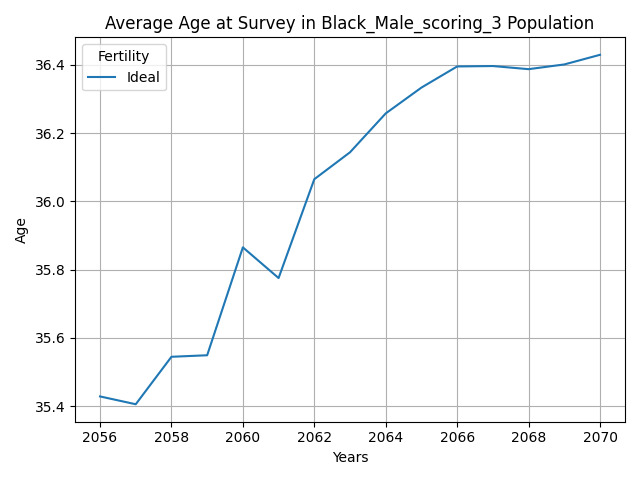 Average Age at Survey in Black_Male_scoring_3 Population
Fertility
Ideal
36.4
36.2
36.0
35.8
35.6
35.4
Age
2056 2058 2060 2062 2064 2066 2068 2070
Years